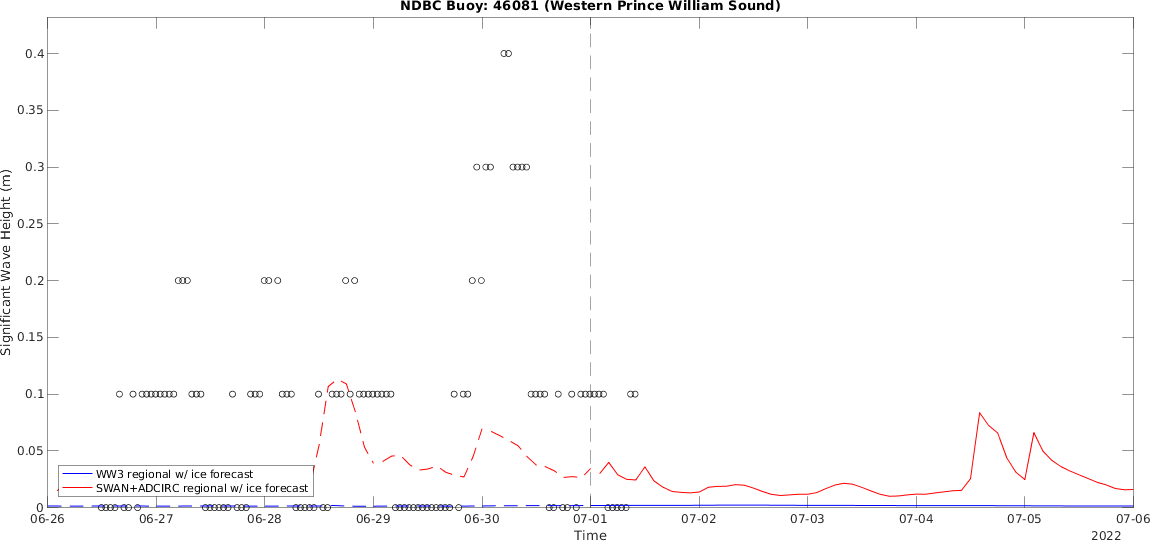 NDBC Buoy: 46081 (Western Prince William Sound)
Significant Wave Height (m)
0.4
0.35
0.3
0.25
0.2
0.15
0.1
0.05
0
WW3 regional w/ ice forecast
SWAN+ADCIRC regional w/ ice forecast
06-26 06-27 06-28 06-29 06-30 07-01 07-02 07-03 07-04 07-05 07-06
Time
2022